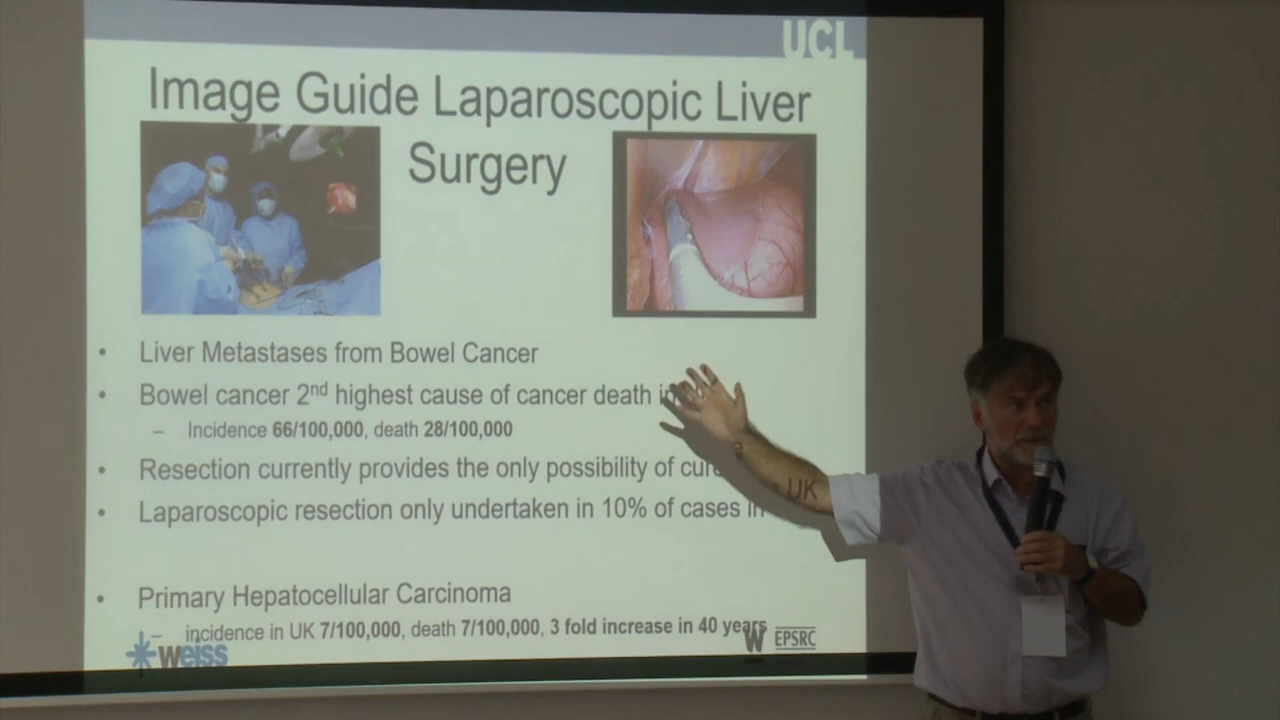 UCL
Image Guide Laparoscopic Liver
Surgery
• Liver Metastases from Bowel Cancer
• Bowel cancer 2nd highest cause of cancer death in
– Incidence 66/100,000, death 28/100,000
• Resection currently provides the only possibility of cure
• Laparoscopic resection only undertaken in 10% of cases in UK
• Primary Hepatocellular Carcinoma
– incidence in UK 7/100,000, death 7/100,000, 3 fold increase in 40 years
weiss
W EPSRC